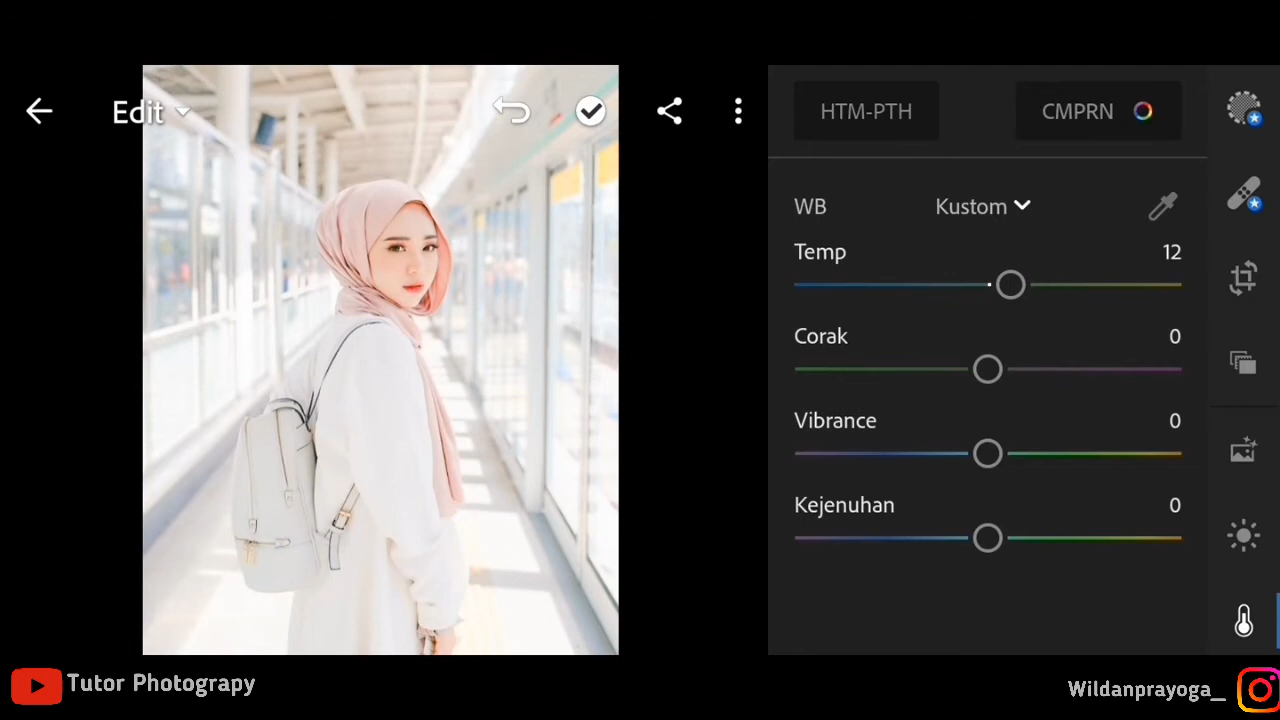 Edit
HTM-PTH
CMPRN
WB
Kustom
Temp
12
Corak
0
Vibrance
0
Kejenuhan
0
Tutor Photograpy
Wildanprayoga_